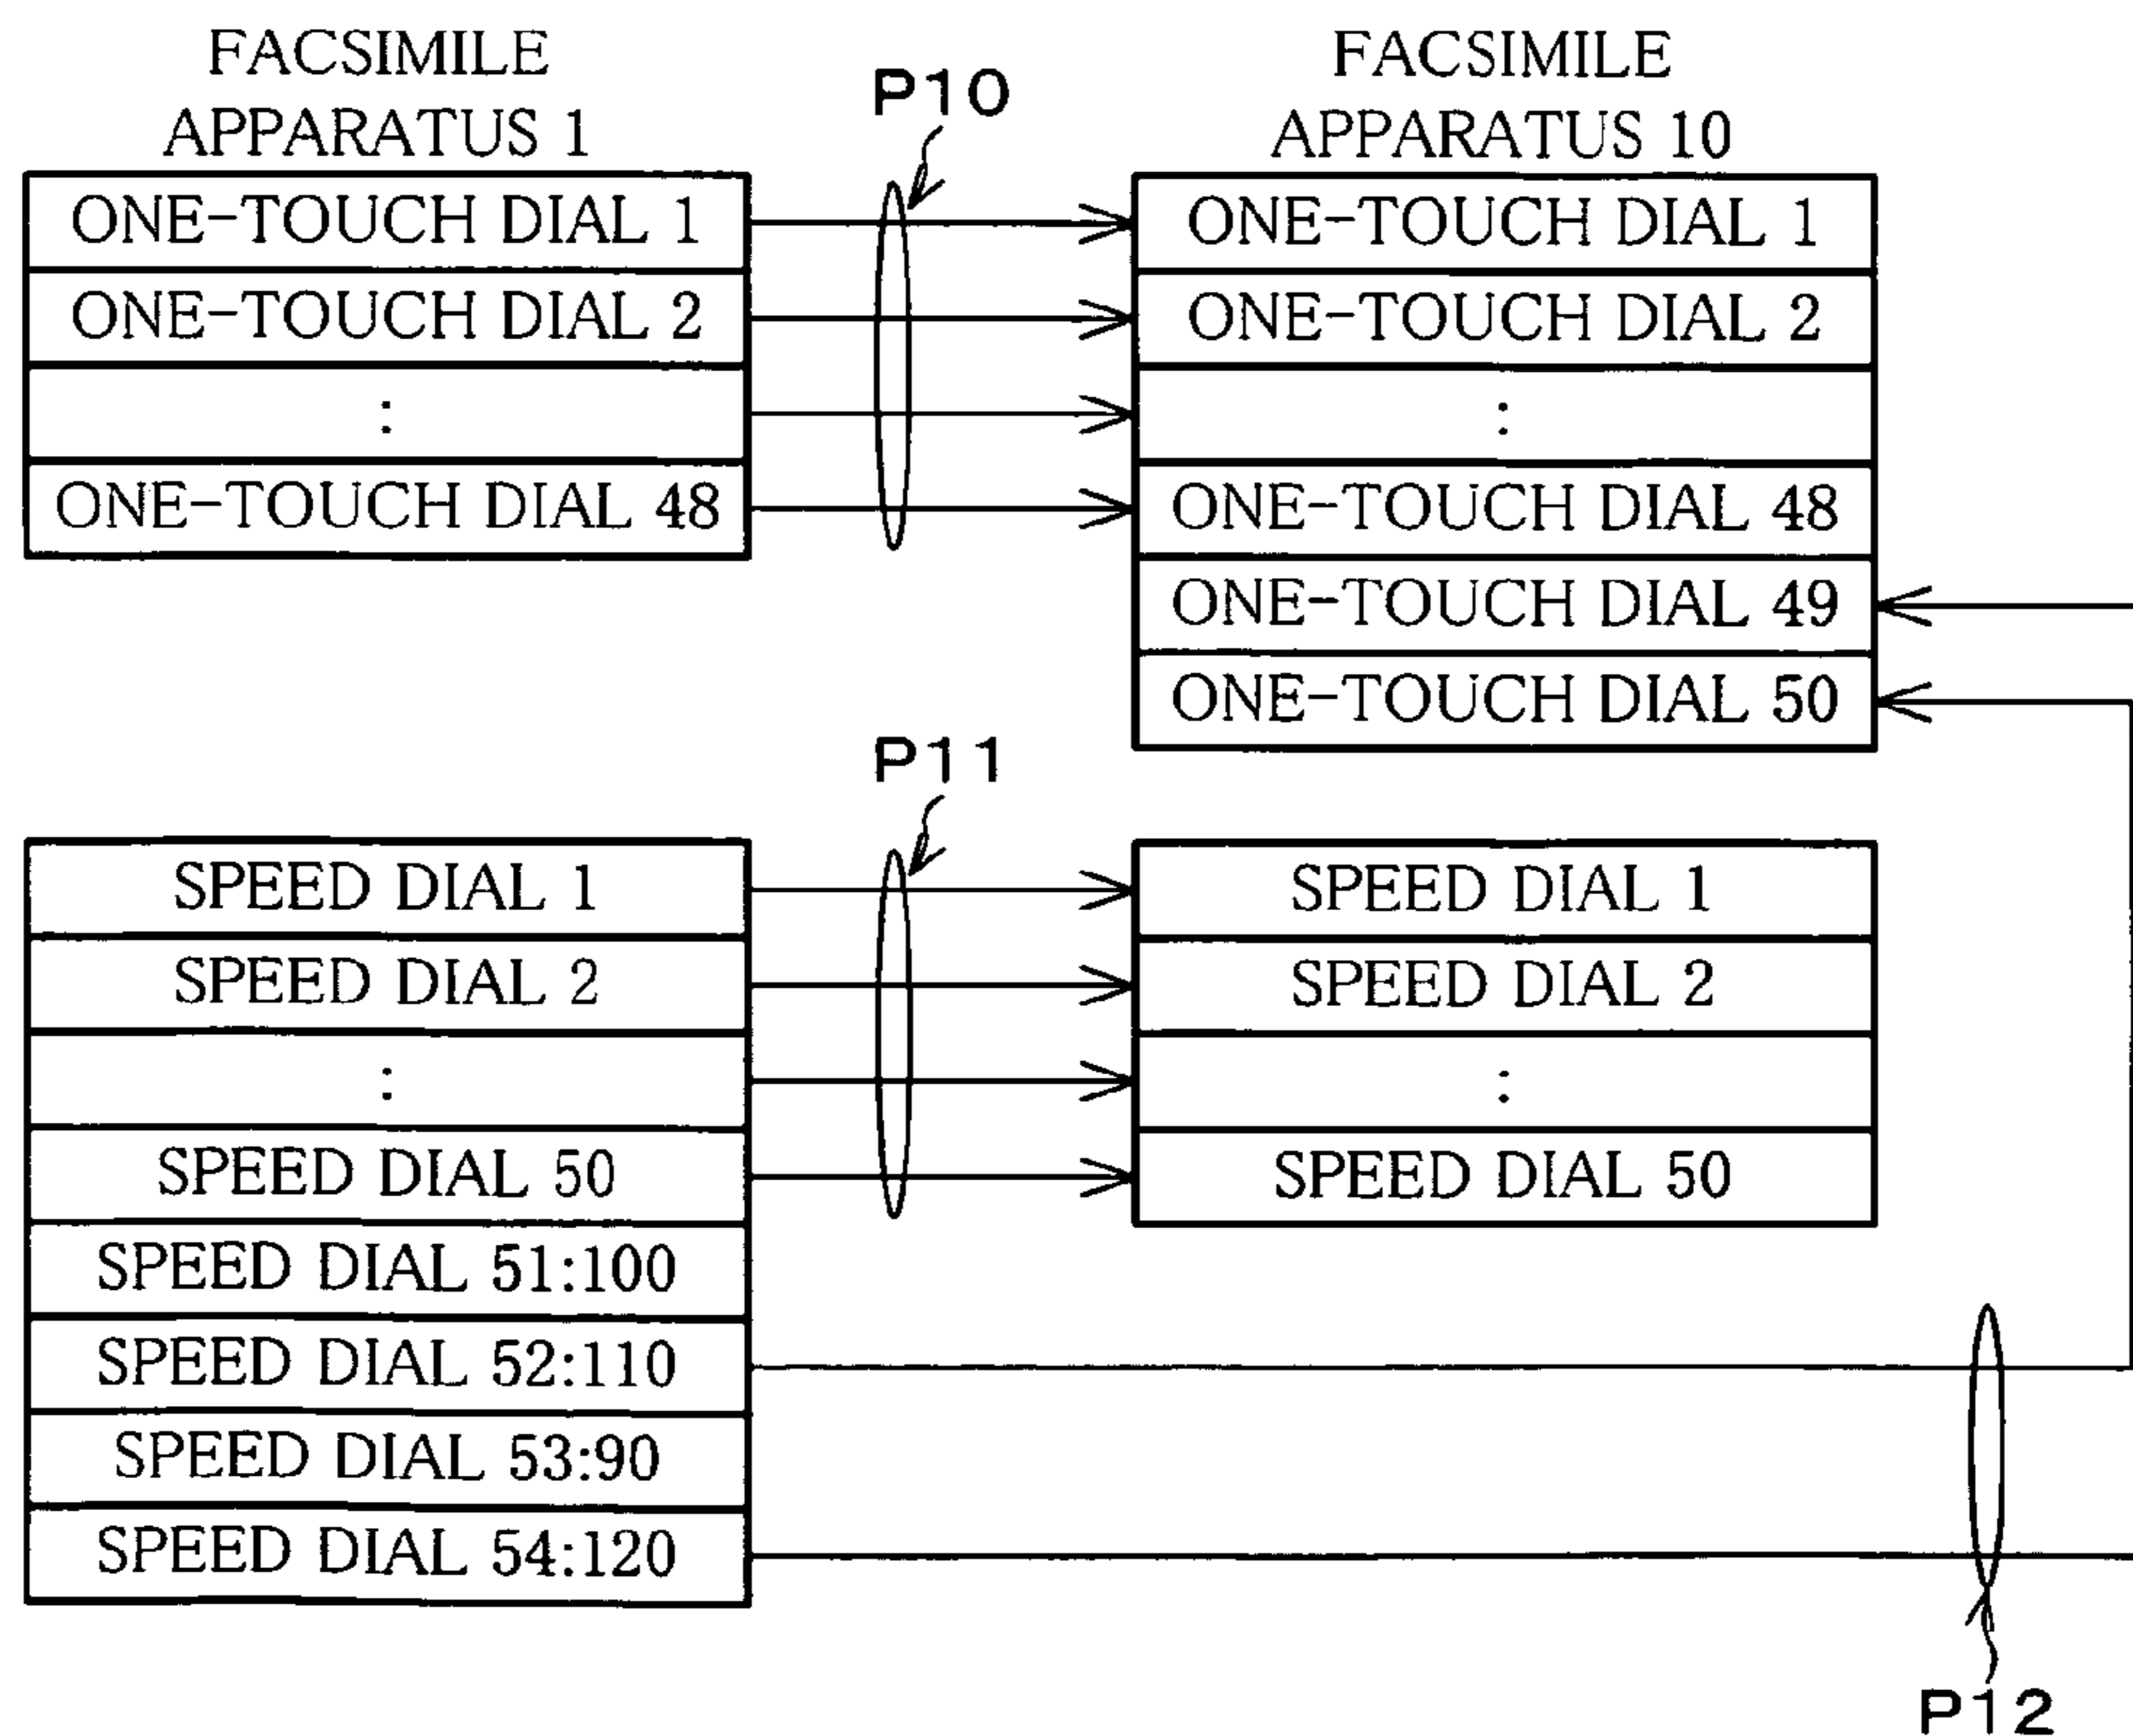 FACSIMILE
APPARATUS 1
ONE-TOUCH DIAL 1
ONE-TOUCH DIAL 2
:
ONE-TOUCH DIAL 48
P10
FACSIMILE
APPARATUS 10
ONE-TOUCH DIAL 1
ONE-TOUCH DIAL 2
:
ONE-TOUCH DIAL 48
ONE-TOUCH DIAL 49
ONE-TOUCH DIAL 50
SPEED DIAL 1
SPEED DIAL 2
:
SPEED DIAL 50
SPEED DIAL 51:100
SPEED DIAL 52:110
SPEED DIAL 53:90
SPEED DIAL 54:120
P11
SPEED DIAL 1
SPEED DIAL 2
:
SPEED DIAL 50
P12